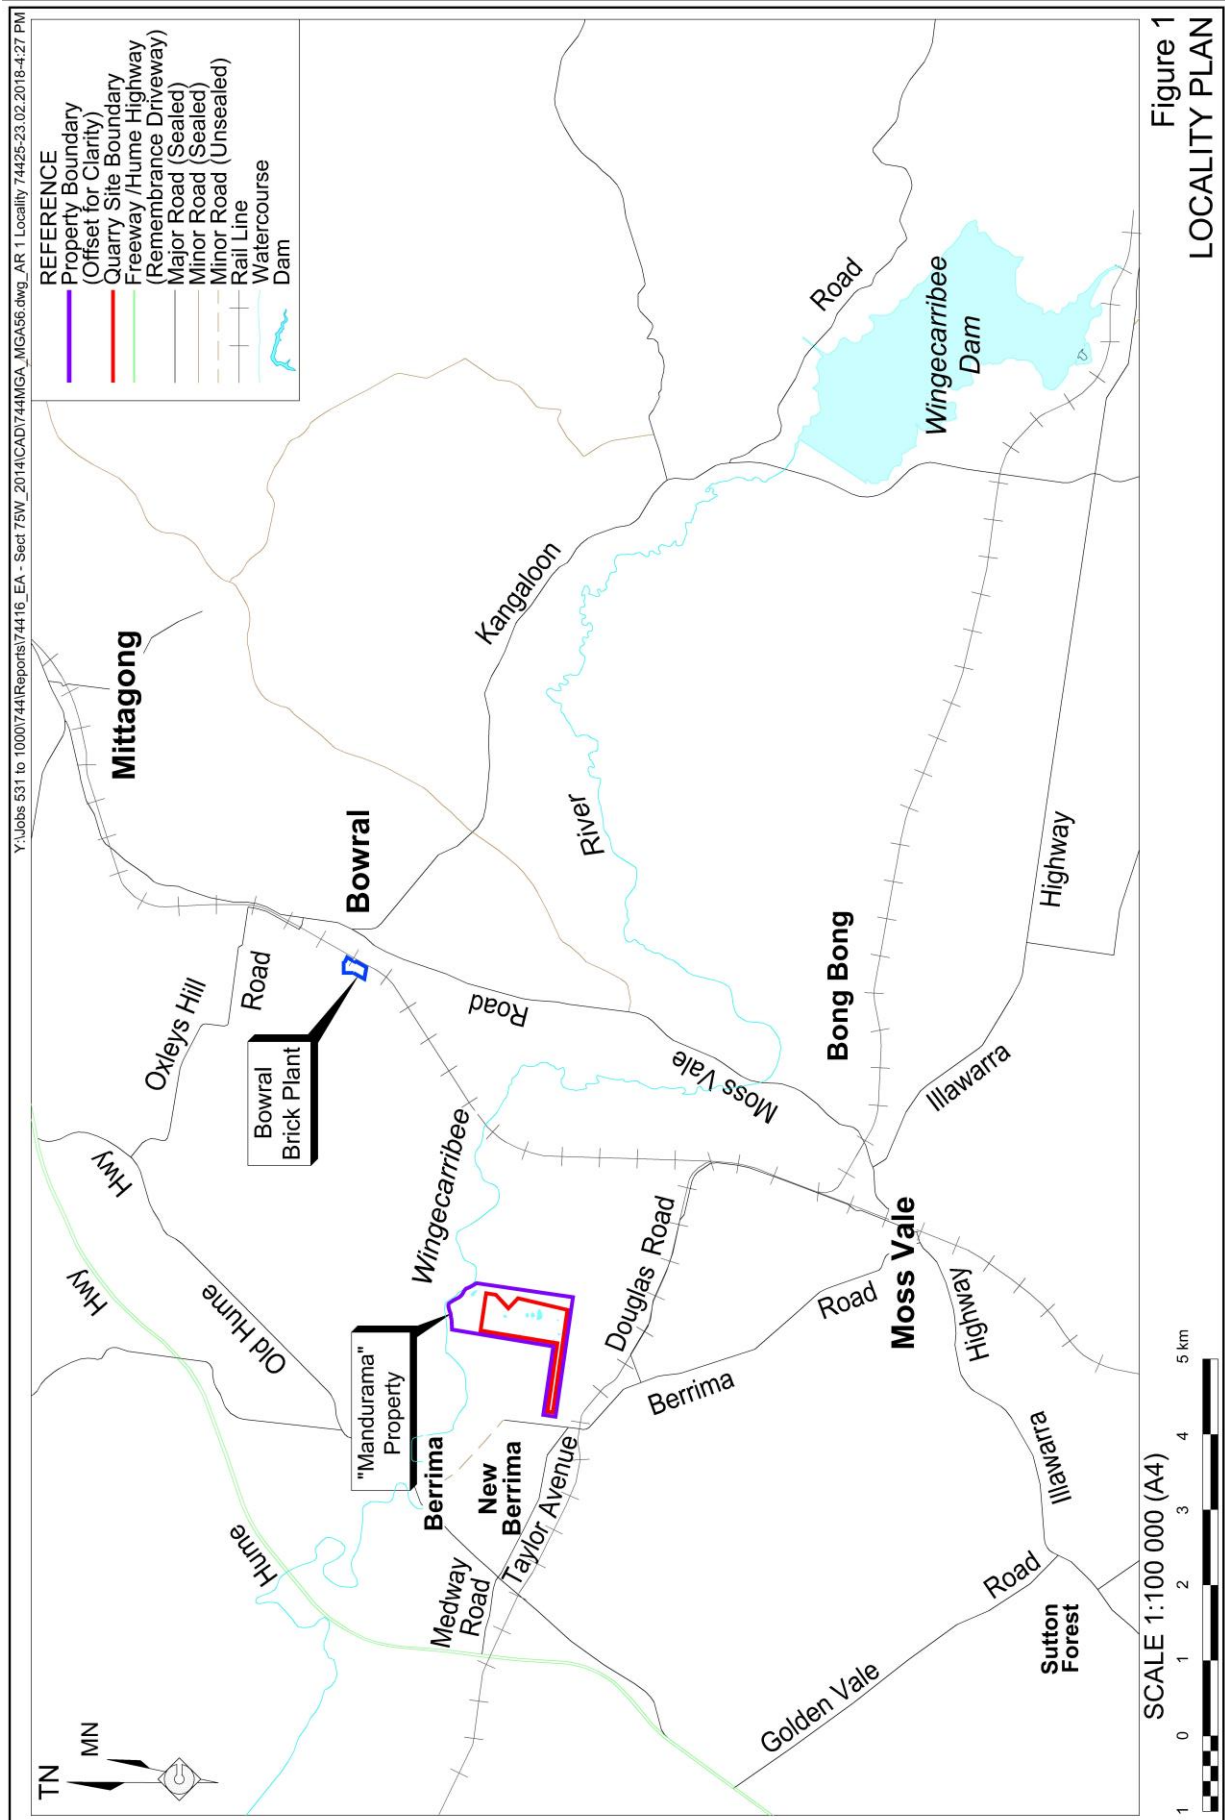 Y:\Jobs 531 to 1000\744\Reports\74416_EA - Sect 75W_2014\CAD\744MGA_MGA56.dwg_AR 1 Locality 74425-23.02.2018-4:27 PM
TN
MN
REFERENCE
Property Boundary
(Offset for Clarity)
Quarry Site Boundary
Freeway /Hume Highway
(Remembrance Driveway)
Major Road (Sealed)
Minor Road (Sealed)
Minor Road (Unsealed)
Rail Line
Watercourse
Dam
Mittagong
Hwy
Hwy
Oxleys Hill
Road
Old Hume
Hume
Bowral
Brick Plant
Bowral
"Mandurama"
Property
Wingecarribee
Berrima
New
Berrima
Medway
Road
Taylor Avenue
Road
Moss Vale
Kangaloon
River
Road
Douglas Road
Berrima
Road
Wingecarribee
Dam
Bong Bong
Moss Vale
Illawarra
Highway
Highway
Illawarra
Road
Golden Vale
Sutton
Forest
SCALE 1:100 000 (A4)
1 0 1 2 3 4 5 km
Figure 1
LOCALITY PLAN